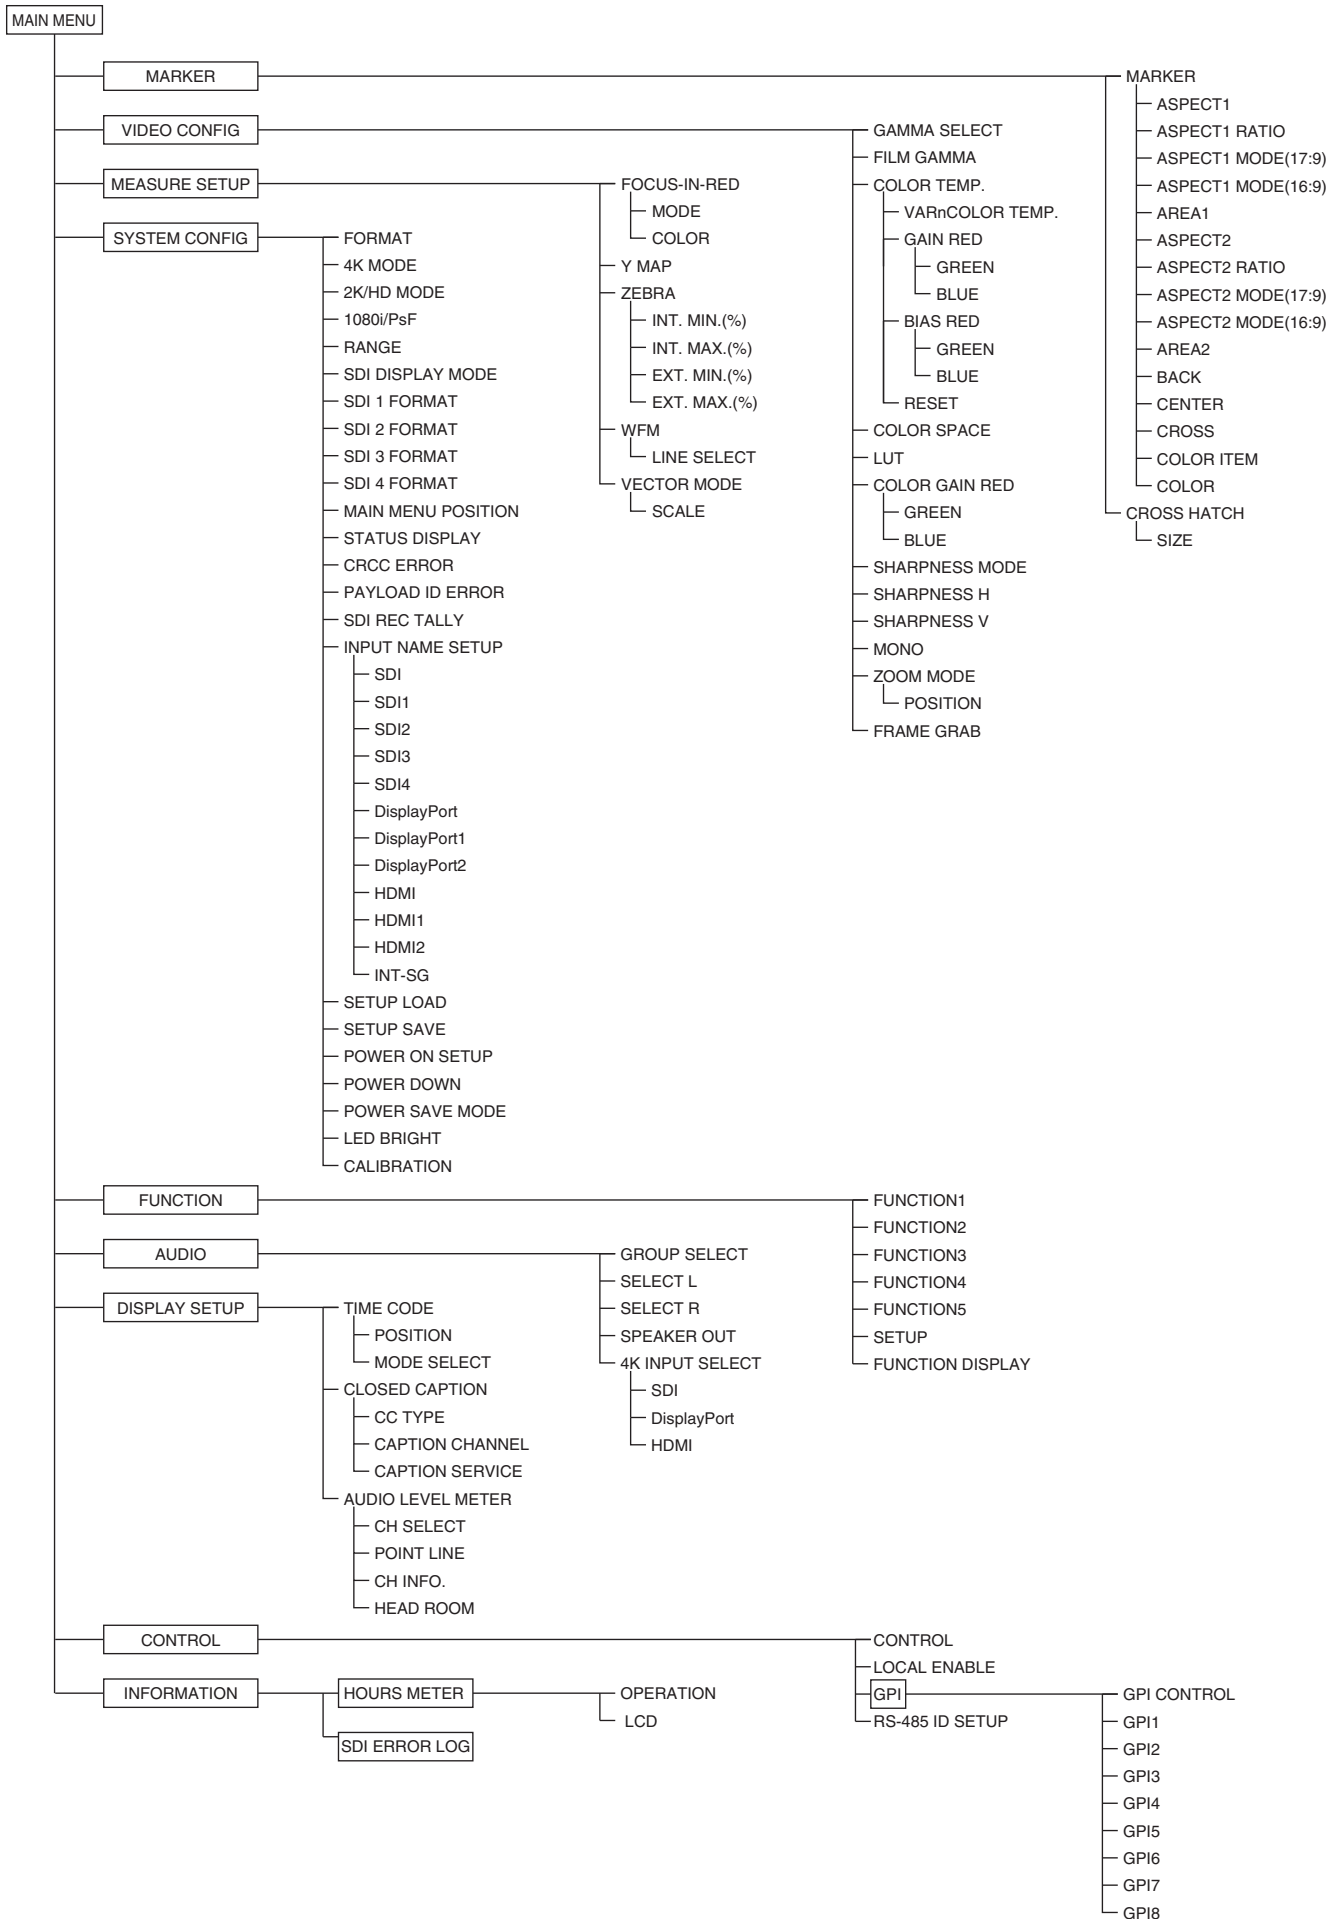 MAIN MENU
MARKER
MARKER
ASPECT1
ASPECT1 RATIO
ASPECT1 MODE(17:9)
ASPECT1 MODE(16:9)
AREA1
ASPECT2
ASPECT2 RATIO
ASPECT2 MODE(17:9)
ASPECT2 MODE(16:9)
AREA2
BACK
CENTER
CROSS
COLOR ITEM
COLOR
CROSS HATCH
SIZE
VIDEO CONFIG
GAMMA SELECT
FILM GAMMA
COLOR TEMP.
VARnCOLOR TEMP.
GAIN RED
GREEN
BLUE
BIAS RED
GREEN
BLUE
RESET
COLOR SPACE
LUT
COLOR GAIN RED
GREEN
BLUE
SHARPNESS MODE
SHARPNESS H
SHARPNESS V
MONO
ZOOM MODE
POSITION
FRAME GRAB
MEASURE SETUP
FOCUS-IN-RED
MODE
COLOR
Y MAP
ZEBRA
INT. MIN.(%)
INT. MAX.(%)
EXT. MIN.(%)
EXT. MAX.(%)
WFM
LINE SELECT
VECTOR MODE
SCALE
SYSTEM CONFIG
FORMAT
4K MODE
2K/HD MODE
1080i/PsF
RANGE
SDI DISPLAY MODE
SDI 1 FORMAT
SDI 2 FORMAT
SDI 3 FORMAT
SDI 4 FORMAT
MAIN MENU POSITION
STATUS DISPLAY
CRCC ERROR
PAYLOAD ID ERROR
SDI REC TALLY
INPUT NAME SETUP
SDI
SDI1
SDI2
SDI3
SDI4
DisplayPort
DisplayPort1
DisplayPort2
HDMI
HDMI1
HDMI2
INT-SG
SETUP LOAD
SETUP SAVE
POWER ON SETUP
POWER DOWN
POWER SAVE MODE
LED BRIGHT
CALIBRATION
FUNCTION
FUNCTION1
FUNCTION2
FUNCTION3
FUNCTION4
FUNCTION5
SETUP
FUNCTION DISPLAY
AUDIO
GROUP SELECT
SELECT L
SELECT R
SPEAKER OUT
4K INPUT SELECT
SDI
DisplayPort
HDMI
DISPLAY SETUP
TIME CODE
POSITION
MODE SELECT
CLOSED CAPTION
CC TYPE
CAPTION CHANNEL
CAPTION SERVICE
AUDIO LEVEL METER
CH SELECT
POINT LINE
CH INFO.
HEAD ROOM
CONTROL
CONTROL
LOCAL ENABLE
GPI
GPI CONTROL
GPI1
GPI2
GPI3
GPI4
GPI5
GPI6
GPI7
GPI8
RS-485 ID SETUP
INFORMATION
HOURS METER
OPERATION
LCD
SDI ERROR LOG